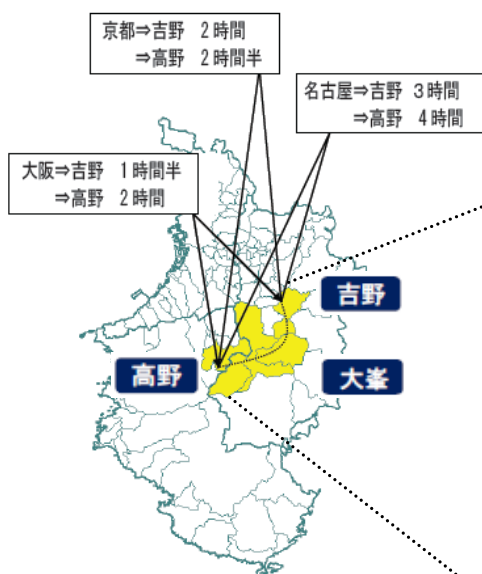 京都⇒吉野 2時間
⇒高野 2時間半
名古屋⇒吉野 3時間
⇒高野 4時間
大阪⇒吉野 1時間半
⇒高野 2時間
吉野
高野
大峯